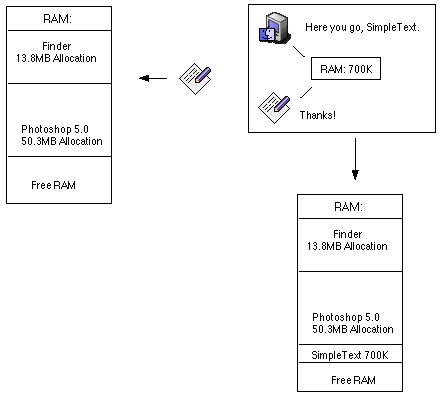 RAM:
Finder
13.8MB Allocation
Photoshop 5.0
50.3MB Allocation
Free RAM
Here you go, SimpleText.
RAM: 700K
Thanks!
RAM:
Finder
13.8MB Allocation
Photoshop 5.0
50.3MB Allocation
SimpleText 700K
Free RAM